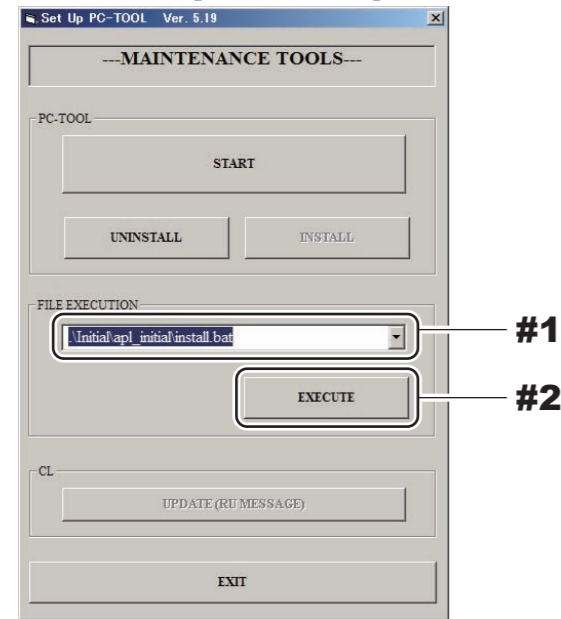 Set Up PC-TOOL Ver. 5.19
---MAINTENANCE TOOLS---
PC-TOOL
START
UNINSTALL INSTALL
FILE EXECUTION
.\Initial\apl_initial\install.bat
#1
EXECUTE
#2
CL
UPDATE (RU MESSAGE)
EXIT